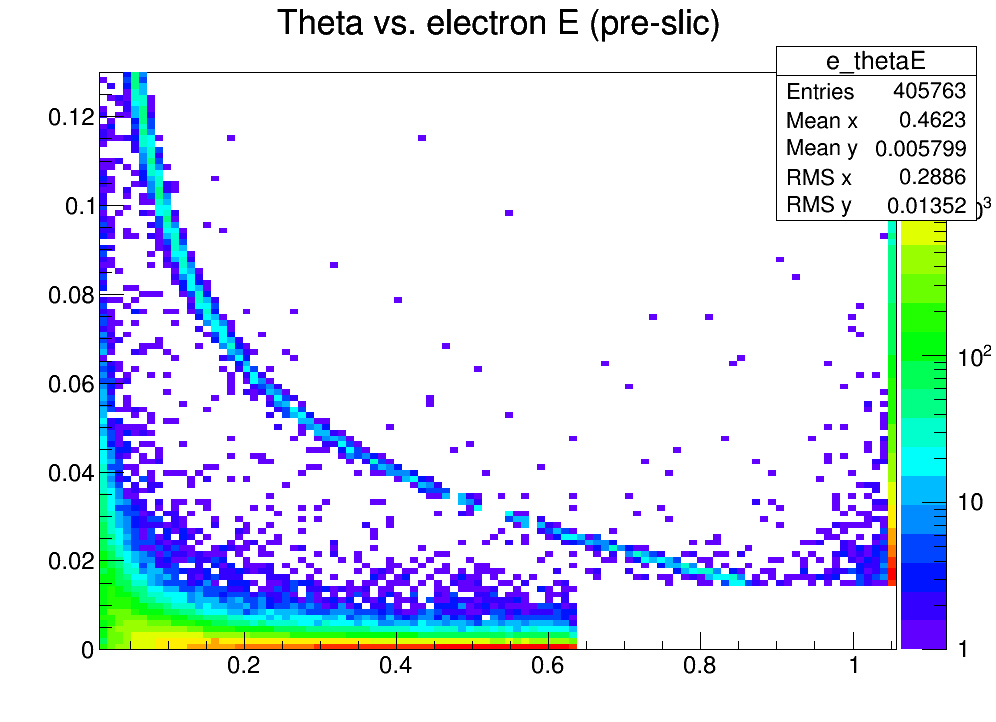 Theta vs. electron E (pre-slic)
e_thetaE
Entries 405763
Mean x 0.4623
Mean y 0.005799
RMS x 0.2886
RMS y 0.01352
0.12
0.1
0.08
0.06
0.04
0.02
0
0.2 0.4 0.6 0.8 1
10²
10
1